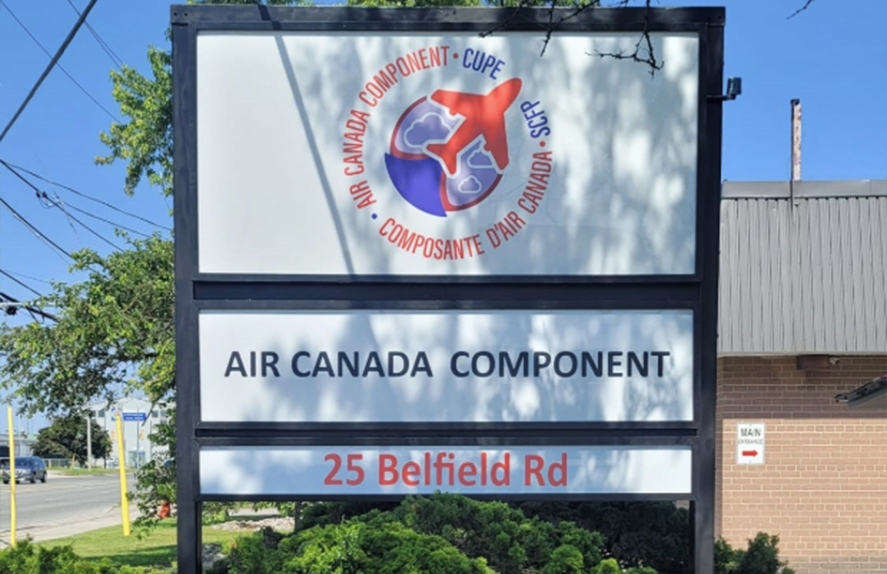 • AIR CANADA COMPONENT • CUPE
SCFP •
COMPOSANTE D'AIR CANADA
AIR CANADA COMPONENT
25 Belfield Rd
MAIN
ENTRANCE